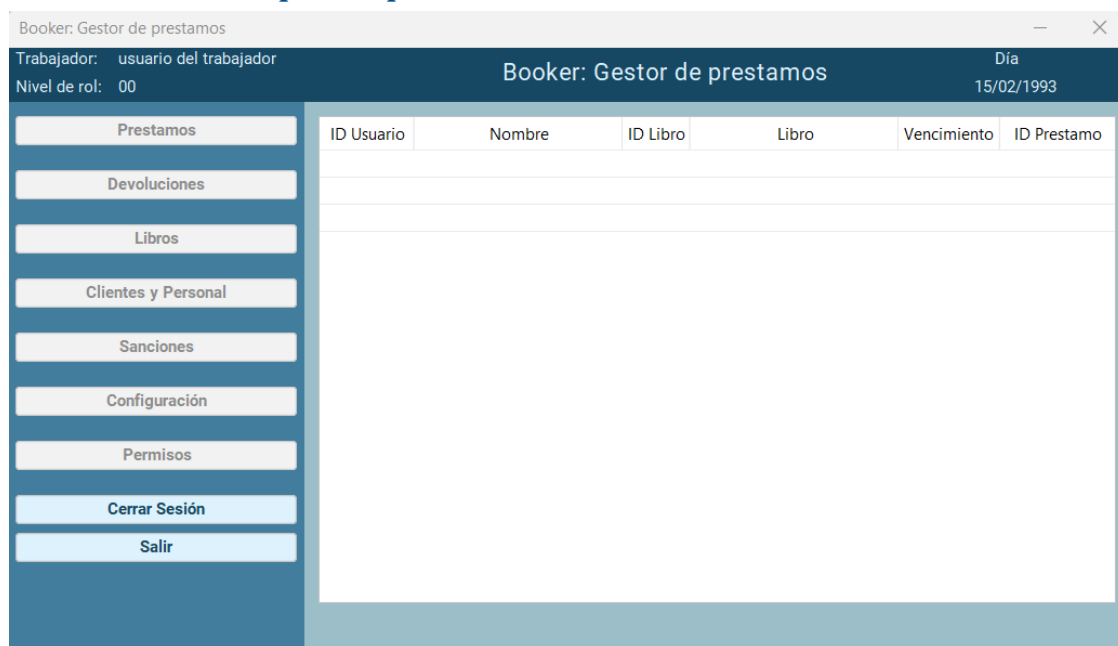 Booker: Gestor de prestamos
Trabajador: usuario del trabajador
Nivel de rol: 00
Booker: Gestor de prestamos
Día
15/02/1993
Prestamos
Devoluciones
Libros
Clientes y Personal
Sanciones
Configuración
Permisos
Cerrar Sesión
Salir
ID Usuario Nombre ID Libro Libro Vencimiento ID Prestamo